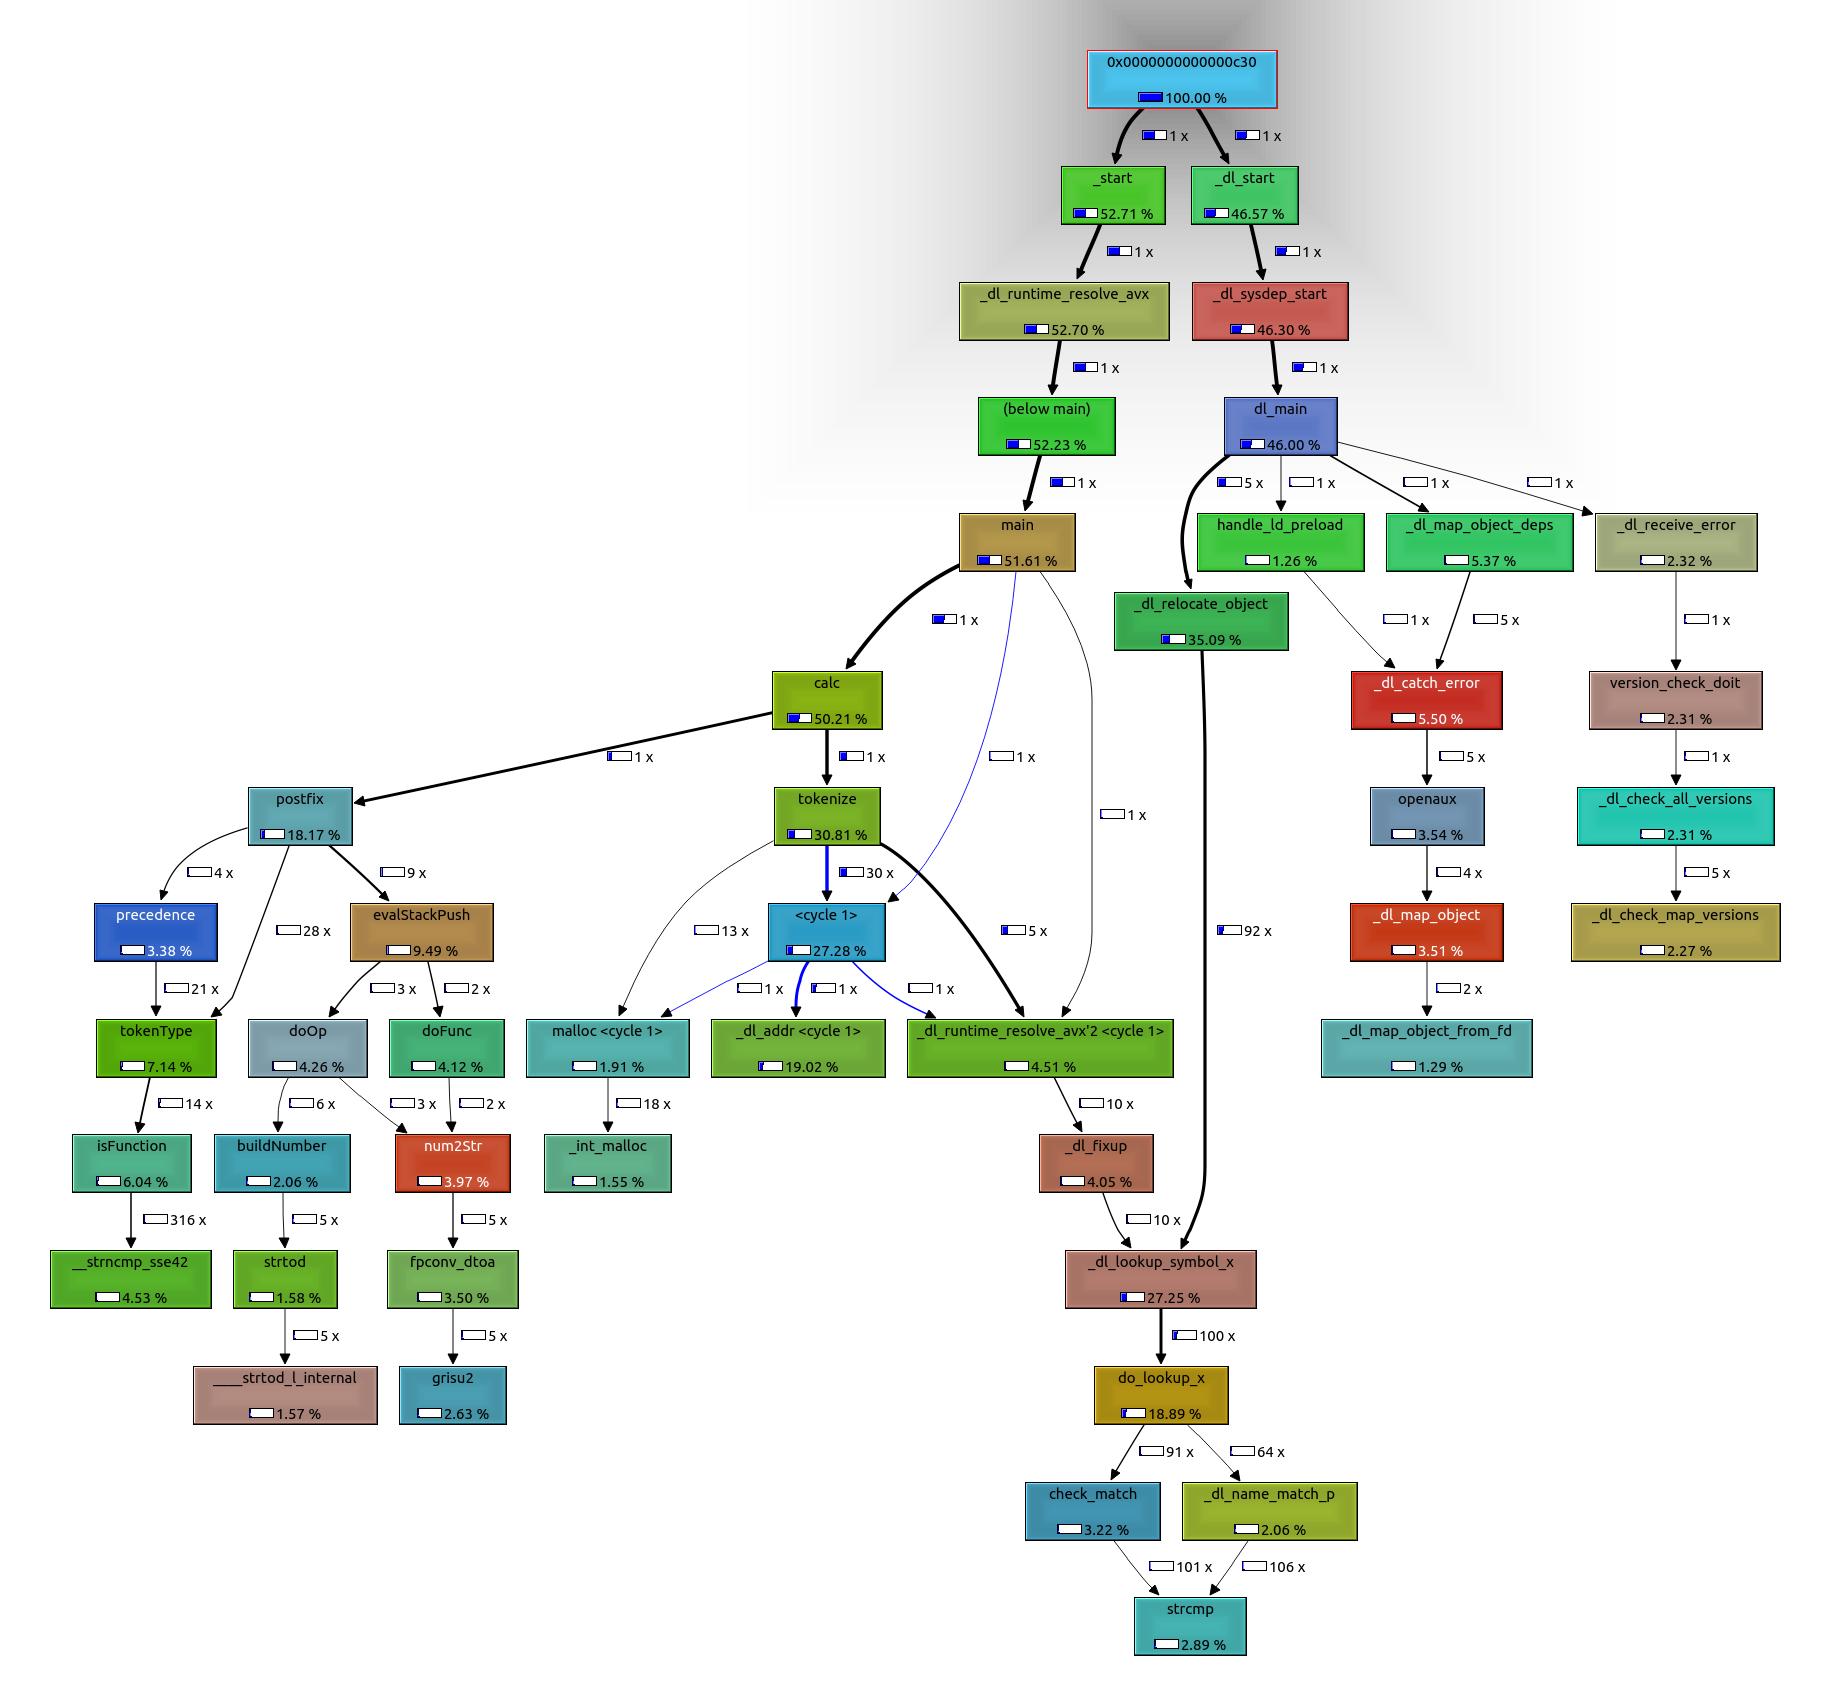 0x0000000000000c30
100.00 %
1 x
1 x
_start
52.71 %
_dl_start
46.57 %
1 x
1 x
_dl_runtime_resolve_avx
52.70 %
_dl_sysdep_start
46.30 %
1 x
1 x
(below main)
52.23 %
dl_main
46.00 %
1 x
5 x
1 x
1 x
1 x
main
51.61 %
handle_ld_preload
1.26 %
_dl_map_object_deps
5.37 %
_dl_receive_error
2.32 %
_dl_relocate_object
35.09 %
1 x
1 x
5 x
1 x
calc
50.21 %
_dl_catch_error
5.50 %
version_check_doit
2.31 %
1 x
1 x
1 x
5 x
1 x
postfix
18.17 %
tokenize
30.81 %
1 x
openaux
3.54 %
_dl_check_all_versions
2.31 %
4 x
9 x
30 x
4 x
5 x
precedence
3.38 %
28 x
evalStackPush
9.49 %
13 x
<cycle 1>
27.28 %
5 x
92 x
_dl_map_object
3.51 %
_dl_check_map_versions
2.27 %
21 x
3 x
2 x
1 x
1 x
1 x
2 x
tokenType
7.14 %
doOp
4.26 %
doFunc
4.12 %
malloc <cycle 1>
1.91 %
_dl_addr <cycle 1>
19.02 %
_dl_runtime_resolve_avx'2 <cycle 1>
4.51 %
_dl_map_object_from_fd
1.29 %
14 x
6 x
3 x
2 x
18 x
10 x
isFunction
6.04 %
buildNumber
2.06 %
num2Str
3.97 %
_int_malloc
1.55 %
_dl_fixup
4.05 %
316 x
5 x
5 x
10 x
__strncmp_sse42
4.53 %
strtod
1.58 %
fpconv_dtoa
3.50 %
_dl_lookup_symbol_x
27.25 %
5 x
5 x
100 x
____strtod_l_internal
1.57 %
grisu2
2.63 %
do_lookup_x
18.89 %
91 x
64 x
check_match
3.22 %
_dl_name_match_p
2.06 %
101 x
106 x
strcmp
2.89 %